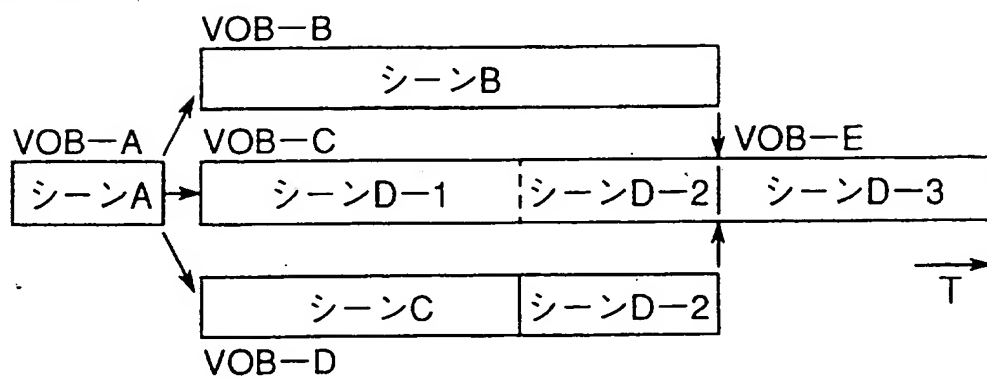 VOB—B
シーンB
VOB—A
VOB—C
VOB—E
シーンA
シーンD—1
シーンD—2
シーンD—3
シーンC
シーンD—2
T
VOB—D